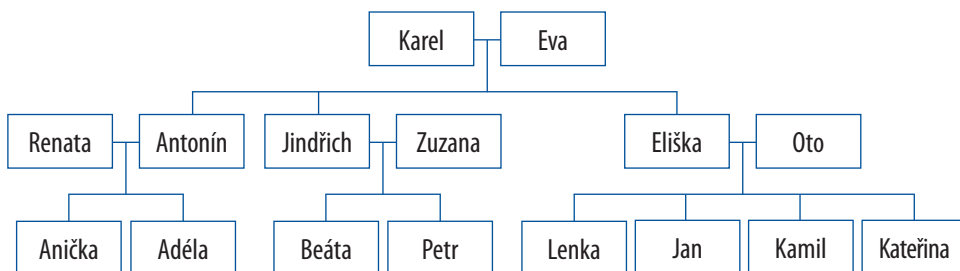 Karel Eva
Renata Antonín Jindřich Zuzana Eliška Oto
Anička Adéla Beáta Petr Lenka Jan Kamil Kateřina